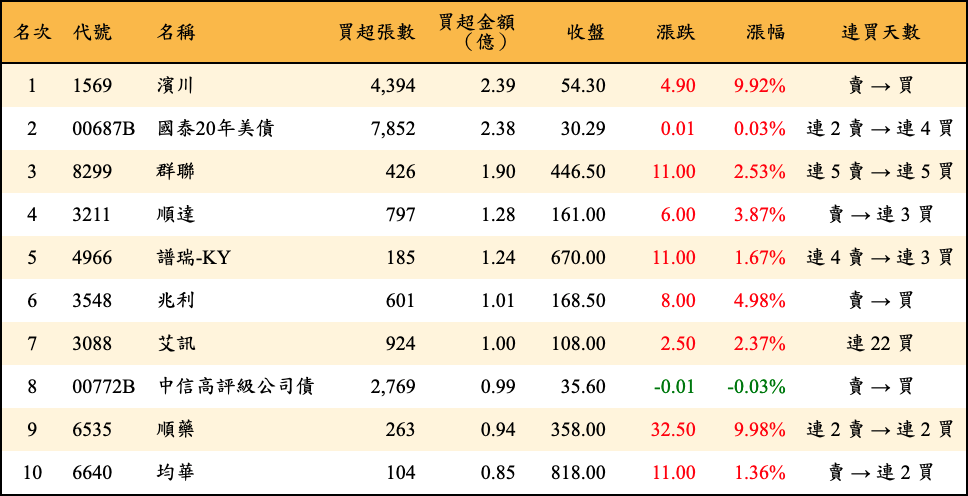 名次 代號 名稱 買超張數 買超金額（億） 收盤 漲跌 漲幅 連買天數
1 1569 濱川 4,394 2.39 54.30 4.90 9.92% 賣 → 買
2 00687B 國泰20年美債 7,852 2.38 30.29 0.01 0.03% 連 2 賣 → 連 4 買
3 8299 群聯 426 1.90 446.50 11.00 2.53% 連 5 賣 → 連 5 買
4 3211 順達 797 1.28 161.00 6.00 3.87% 賣 → 連 3 買
5 4966 譜瑞-KY 185 1.24 670.00 11.00 1.67% 連 4 賣 → 連 3 買
6 3548 兆利 601 1.01 168.50 8.00 4.98% 賣 → 買
7 3088 艾訊 924 1.00 108.00 2.50 2.37% 連 22 買
8 00772B 中信高評級公司債 2,769 0.99 35.60 -0.01 -0.03% 賣 → 買
9 6535 順藥 263 0.94 358.00 32.50 9.98% 連 2 賣 → 連 2 買
10 6640 均華 104 0.85 818.00 11.00 1.36% 賣 → 連 2 買